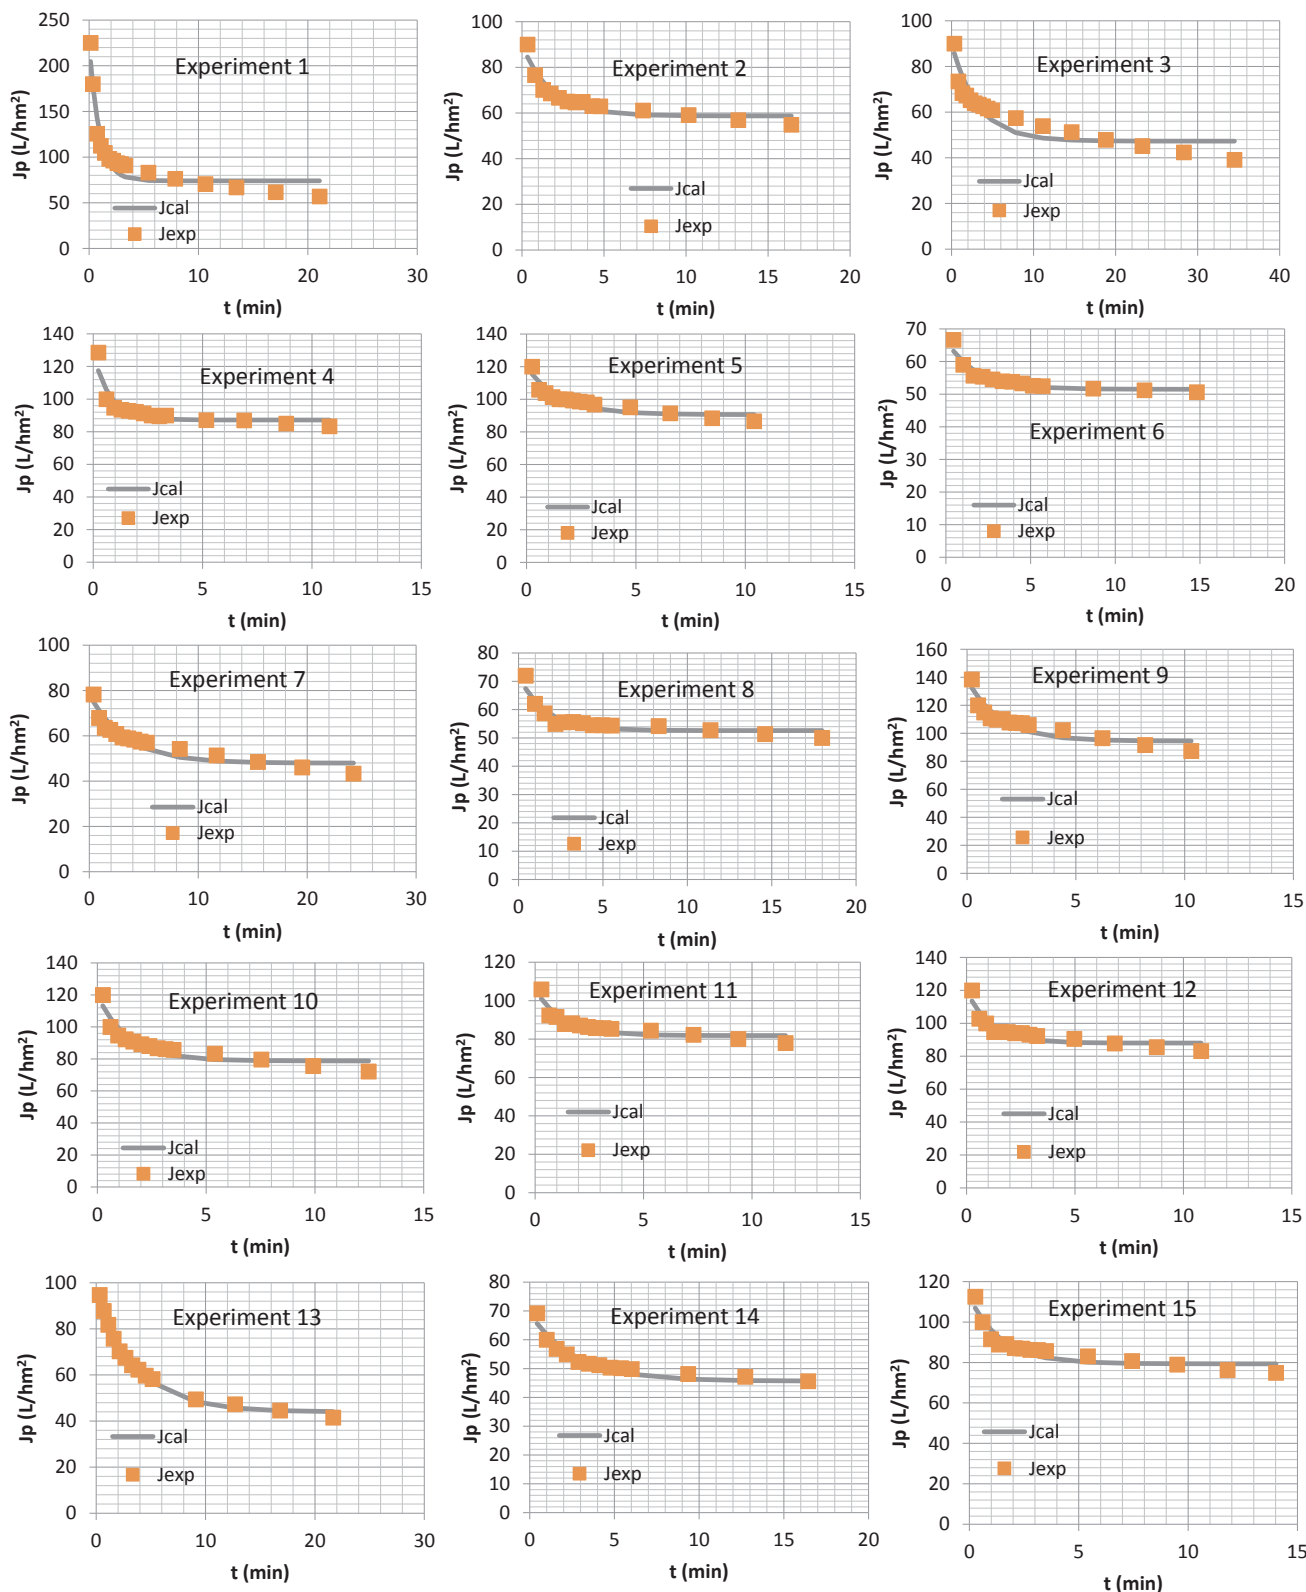 Experiment 1
Jp (L/hm²)
300
250
200
150
100
50
0
Jcal
Jexp
0 10 20 30
t (min)
Experiment 2
Jp (L/hm²)
100
80
60
40
20
0
Jcal
Jexp
0 5 10 15 20
t (min)
Experiment 3
Jp (L/hm²)
100
80
60
40
20
0
Jcal
Jexp
0 10 20 30 40
t (min)
Experiment 4
Jp (L/hm²)
140
120
100
80
60
40
20
0
Jcal
Jexp
0 5 10 15
t (min)
Experiment 5
Jp (L/hm²)
140
120
100
80
60
40
20
0
Jcal
Jexp
0 5 10 15
t (min)
Experiment 6
Jp (L/hm²)
70
60
50
40
30
20
10
0
Jcal
Jexp
0 5 10 15 20
t (min)
Experiment 7
Jp (L/hm²)
100
80
60
40
20
0
Jcal
Jexp
0 10 20 30
t (min)
Experiment 8
Jp (L/hm²)
80
70
60
50
40
30
20
10
0
Jcal
Jexp
0 5 10 15 20
t (min)
Experiment 9
Jp (L/hm²)
160
140
120
100
80
60
40
20
0
Jcal
Jexp
0 5 10 15
t (min)
Experiment 10
Jp (L/hm²)
140
120
100
80
60
40
20
0
Jcal
Jexp
0 5 10 15
t (min)
Experiment 11
Jp (L/hm²)
120
100
80
60
40
20
0
Jcal
Jexp
0 5 10 15
t (min)
Experiment 12
Jp (L/hm²)
140
120
100
80
60
40
20
0
Jcal
Jexp
0 5 10 15
t (min)
Experiment 13
Jp (L/hm²)
100
80
60
40
20
0
Jcal
Jexp
0 10 20 30
t (min)
Experiment 14
Jp (L/hm²)
80
70
60
50
40
30
20
10
0
Jcal
Jexp
0 5 10 15 20
t (min)
Experiment 15
Jp (L/hm²)
120
100
80
60
40
20
0
Jcal
Jexp
0 5 10 15
t (min)